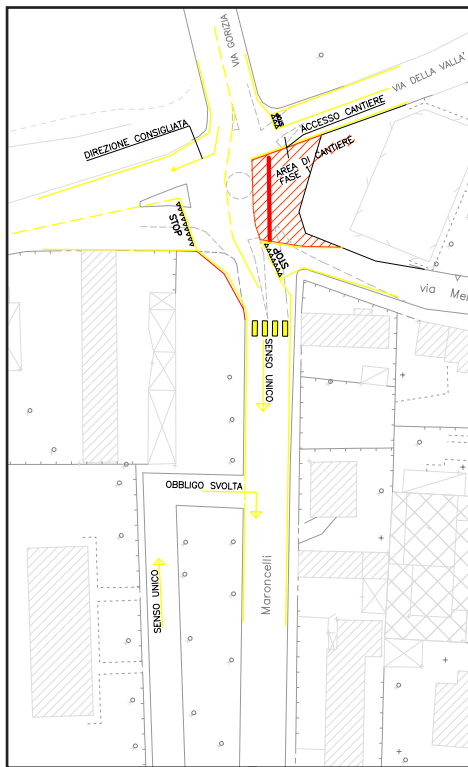 VIA GORIZIA
VIA DELLA VALLA
ACCESSO CANTIERE
DIREZIONE CONSIGLIATA
AREA DI CANTIERE
FASE
STOP
STOP
via Mer
SENSO UNICO
OBBLIGO SVOLTA
SENSO UNICO
Maroncelli